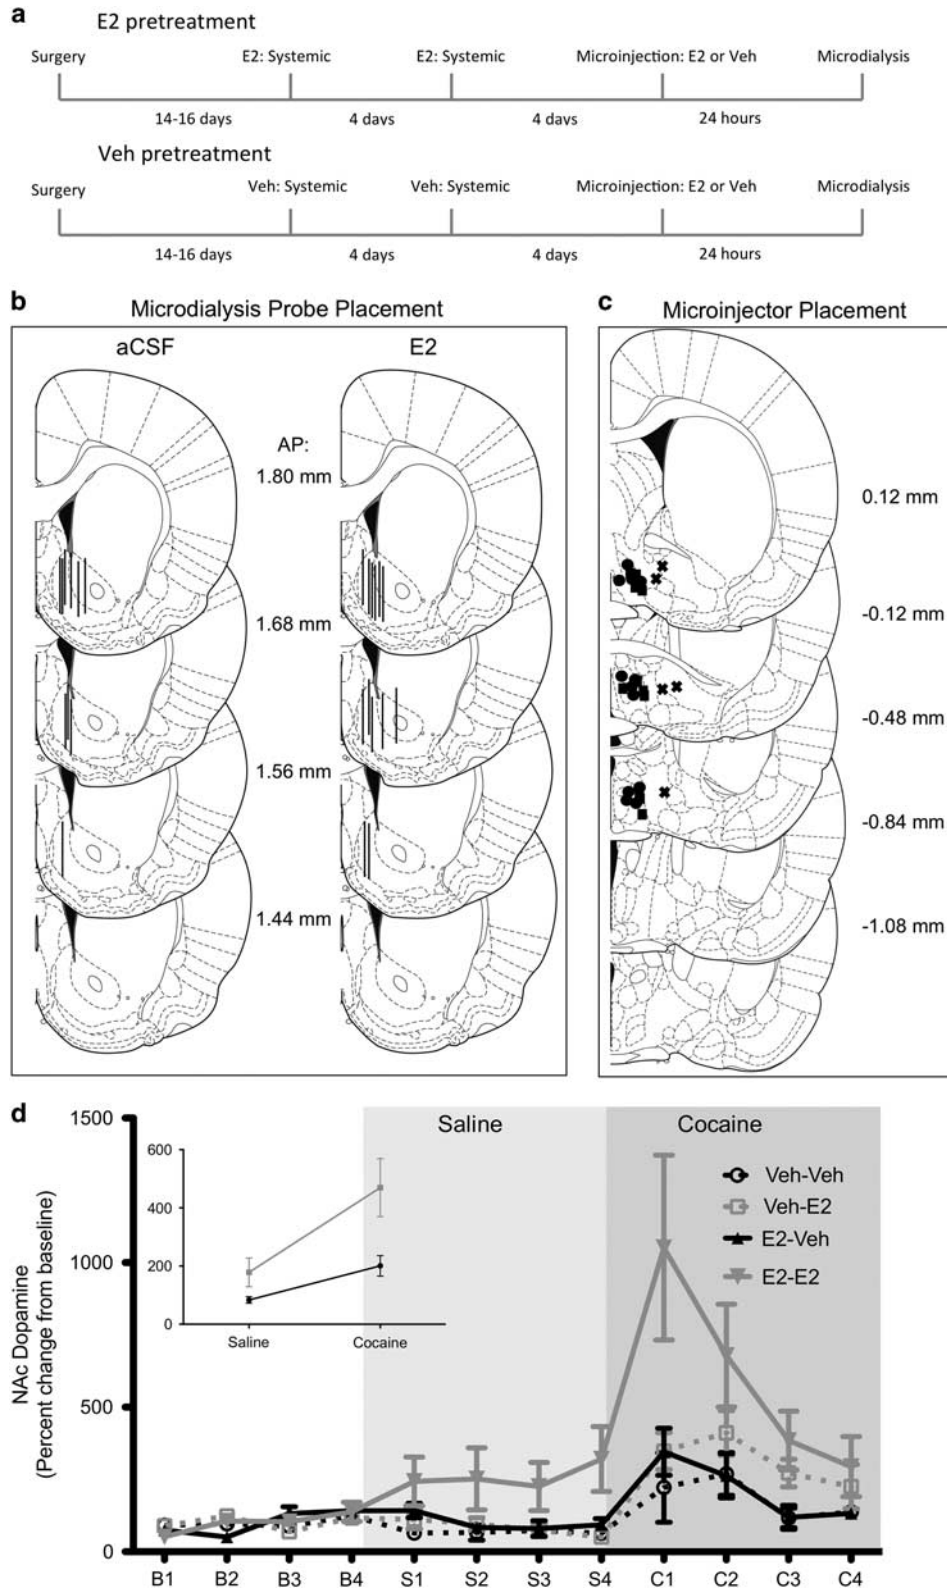 a
E2 pretreatment
Surgery E2: Systemic E2: Systemic Microinjection: E2 or Veh Microdialysis
14-16 days 4 days 4 days 24 hours
Veh pretreatment
Surgery Veh: Systemic Veh: Systemic Microinjection: E2 or Veh Microdialysis
14-16 days 4 days 4 days 24 hours
b Microdialysis Probe Placement
aCSF E2
AP:
1.80 mm
1.68 mm
1.56 mm
1.44 mm
c Microinjector Placement
0.12 mm
-0.12 mm
-0.48 mm
-0.84 mm
-1.08 mm
d
NAc Dopamine
(Percent change from baseline)
1500
1000
500
0
Saline Cocaine
600
400
200
0
Saline Cocaine
Veh-Veh
Veh-E2
E2-Veh
E2-E2
B1 B2 B3 B4 S1 S2 S3 S4 C1 C2 C3 C4